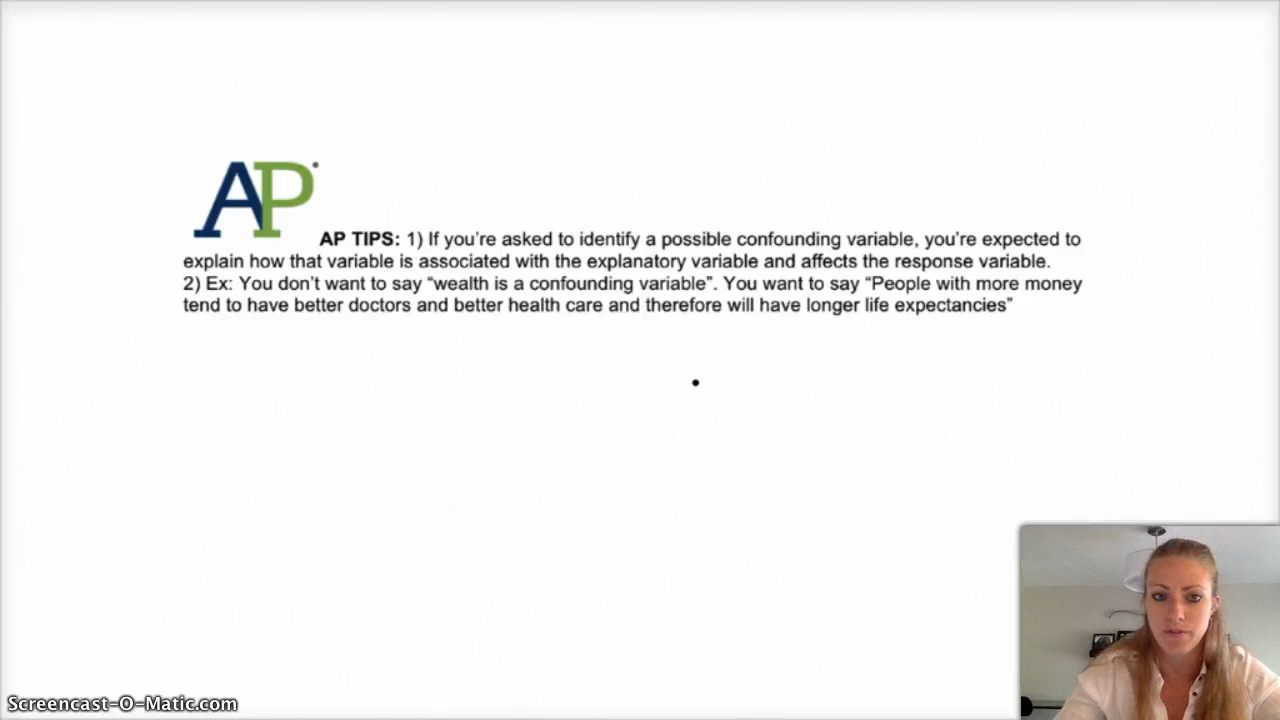 AP
AP TIPS: 1) If you're asked to identify a possible confounding variable, you're expected to
explain how that variable is associated with the explanatory variable and affects the response variable.
2) Ex: You don't want to say “wealth is a confounding variable”. You want to say “People with more money
tend to have better doctors and better health care and therefore will have longer life expectancies”
Screencast-O-Matic.com